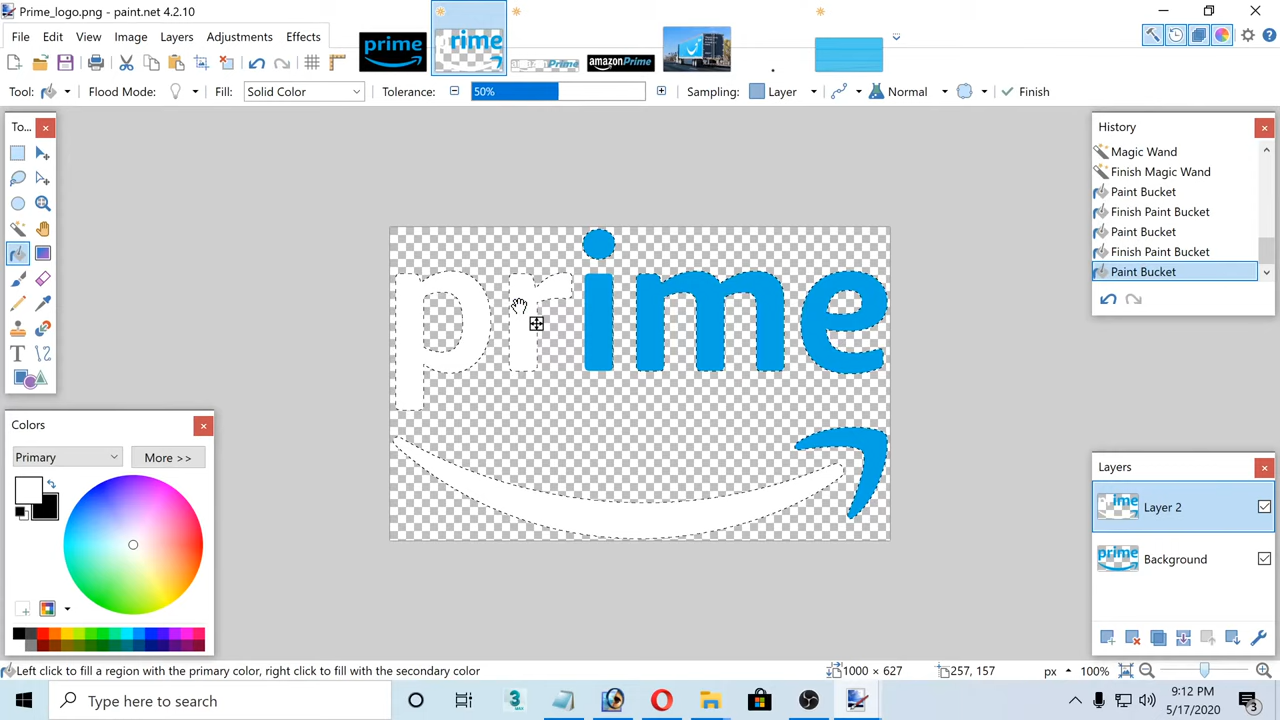 Prime_logo.png - paint.net 4.2.10
File Edit View Image Layers Adjustments Effects
prime
prime
Prime
amazonPrime
Tool: Flood Mode: Fill: Solid Color Tolerance: 50% Sampling: Layer Normal Finish
To...
History
Magic Wand
Finish Magic Wand
Paint Bucket
Finish Paint Bucket
Paint Bucket
Finish Paint Bucket
Paint Bucket
prime
Colors
Primary
More >>
Layers
Layer 2
Background
Left click to fill a region with the primary color, right click to fill with the secondary color
1000 × 627
257, 157
px
100%
Type here to search
9:12 PM
5/17/2020
3